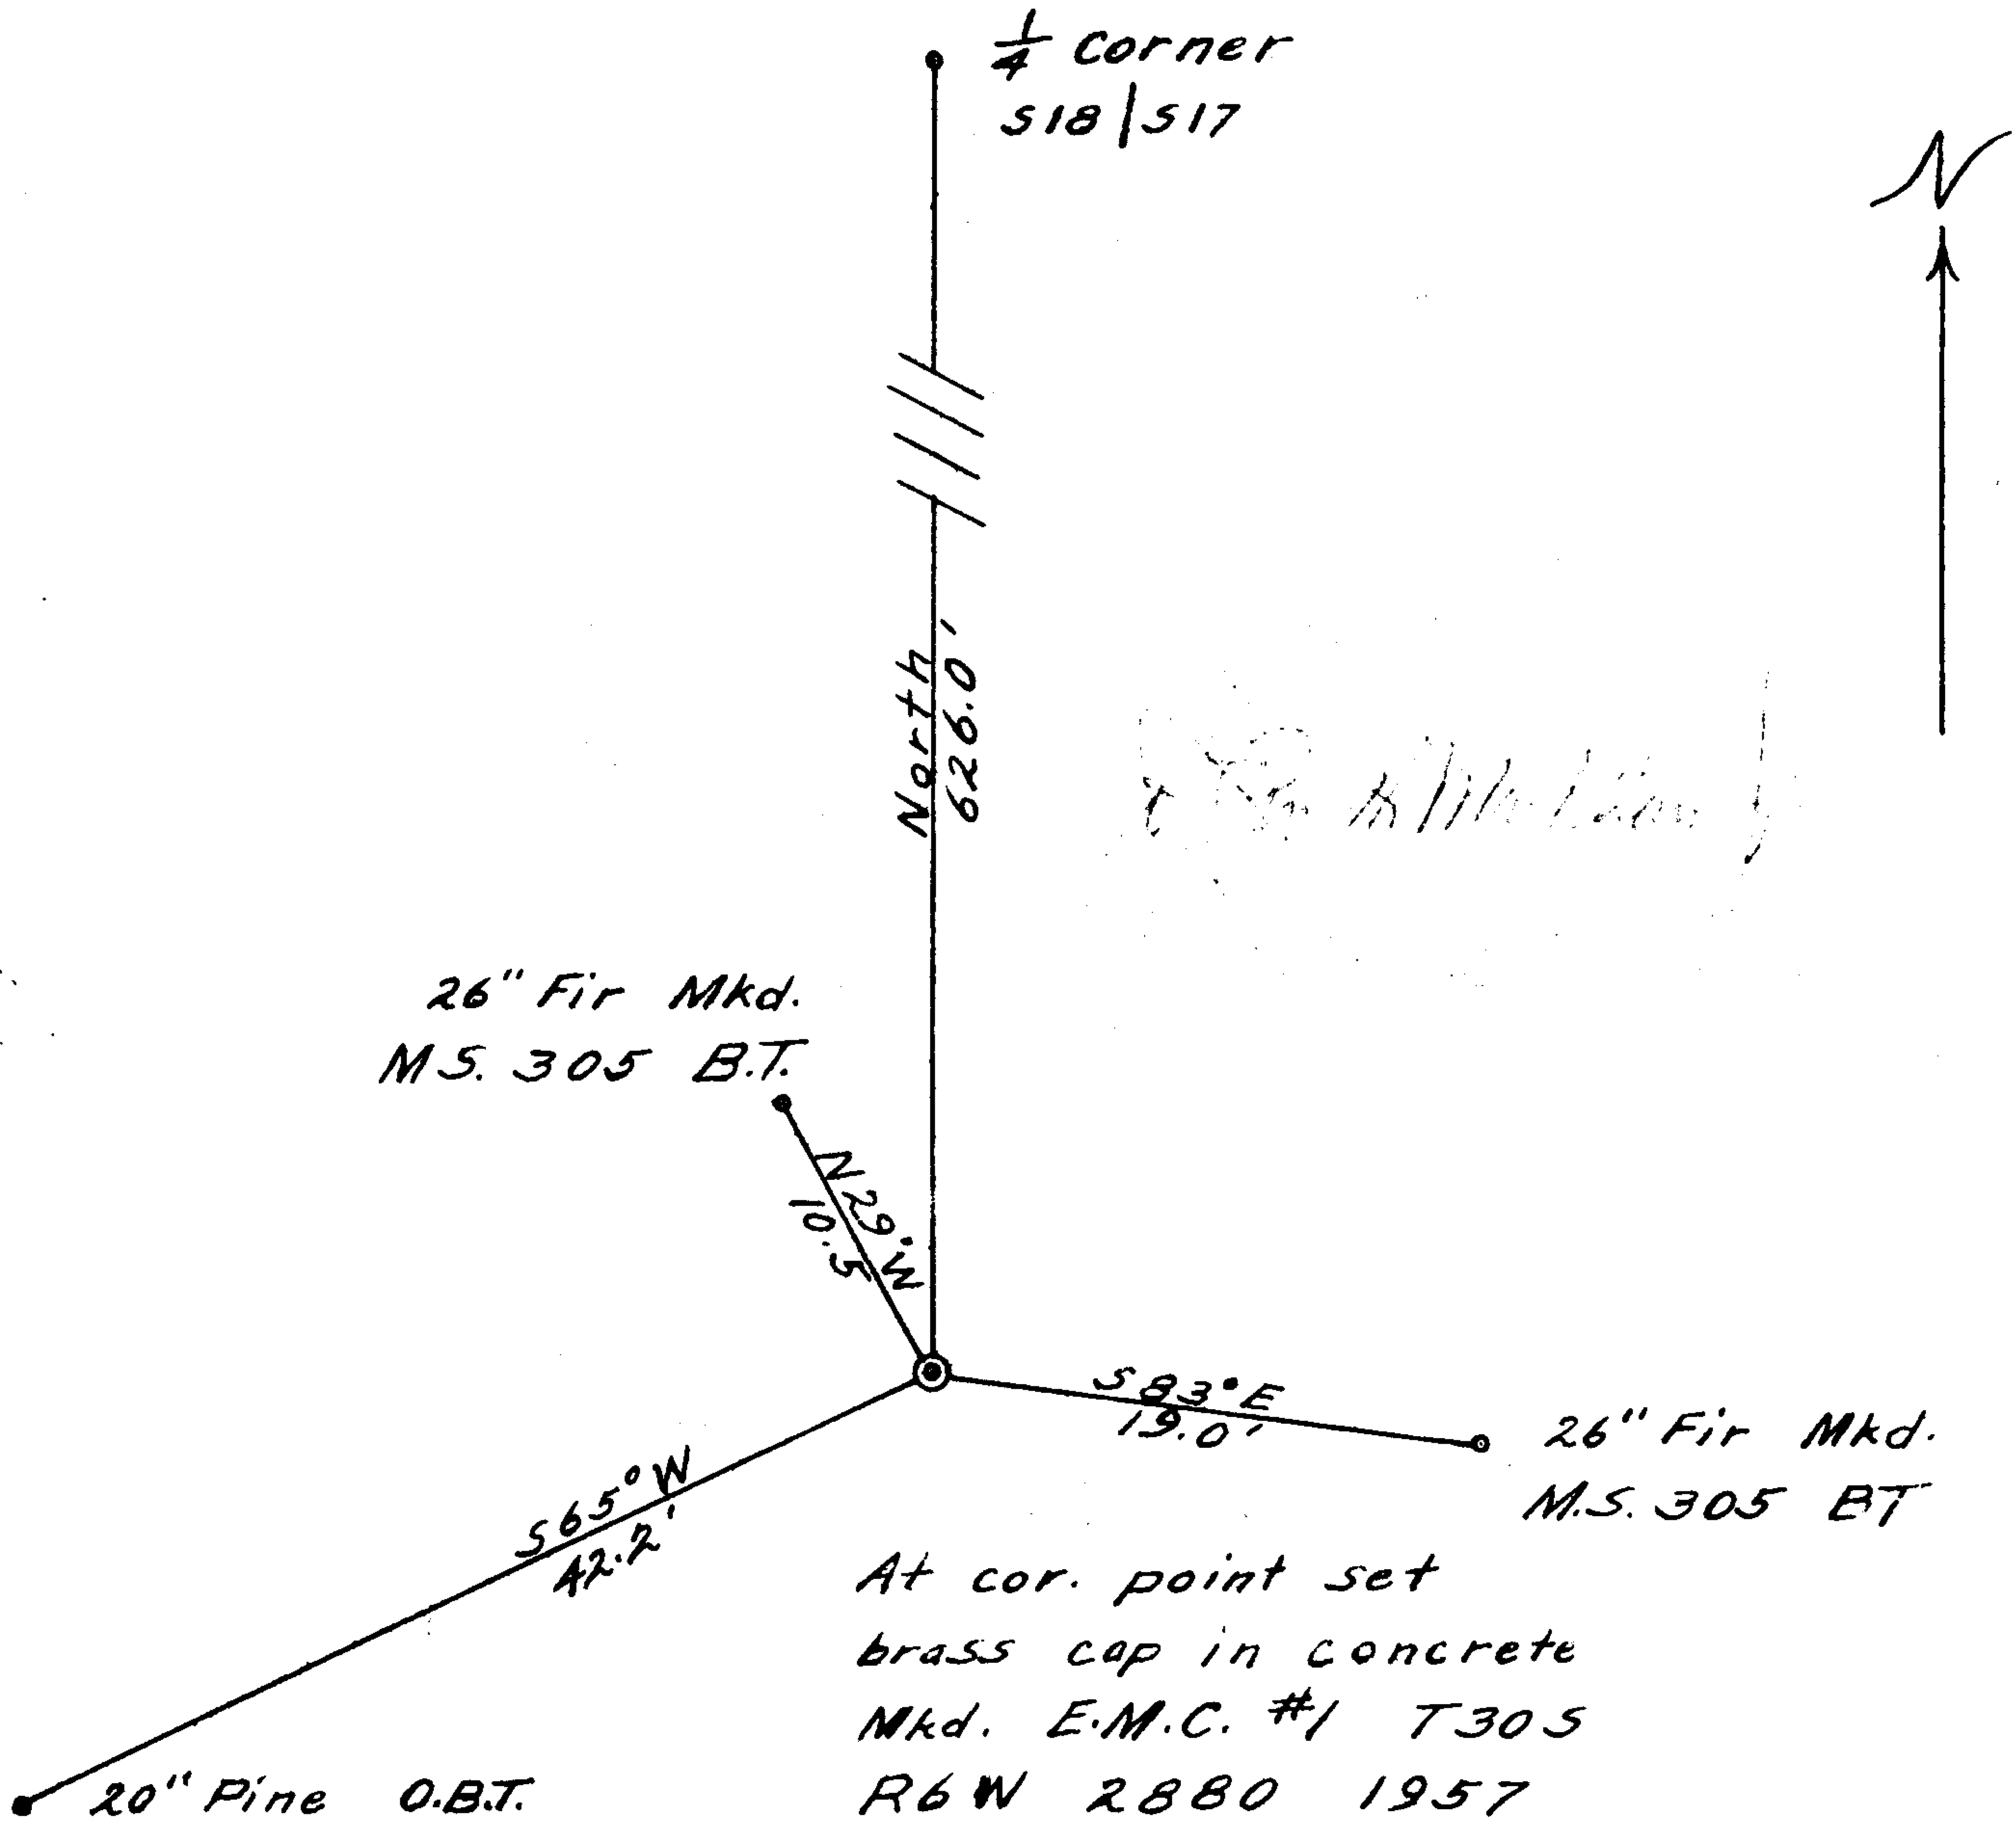 1/4 Corner
S18 | S17
N
North
626.0'
26" Fir Mkd.
M.S. 305 B.T.
N29°W
10.5
S83°E
19.0'
26" Fir Mkd.
M.S. 305 BT
S65°W
42.2'
At cor. point set
brass cap in concrete
Mkd. E.M.C. #1 T30S
R6W 2880 1957
20" Pine O.B.T.